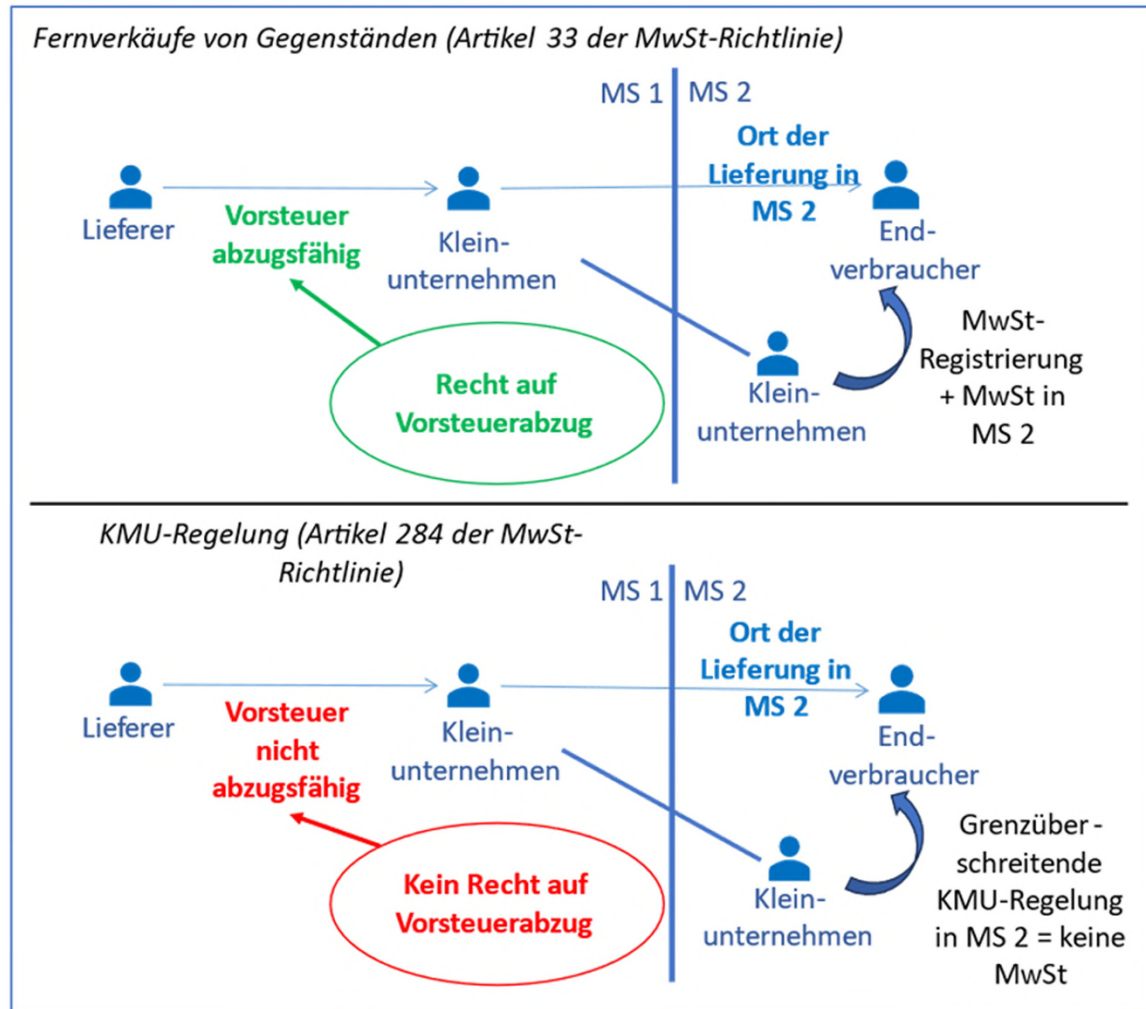 Fernverkäufe von Gegenständen (Artikel 33 der MwSt-Richtlinie)
MS 1
MS 2
Ort der
Lieferung in
MS 2
Lieferer
Vorsteuer
abzugsfähig
Klein-
unternehmen
End-
verbraucher
Recht auf
Vorsteuerabzug
Klein-
unternehmen
MwSt-
Registrierung
+ MwSt in
MS 2
KMU-Regelung (Artikel 284 der MwSt-
Richtlinie)
MS 1
MS 2
Ort der
Lieferung in
MS 2
Lieferer
Vorsteuer
nicht
abzugsfähig
Klein-
unternehmen
End-
verbraucher
Kein Recht auf
Vorsteuerabzug
Klein-
unternehmen
Grenzüber -
schreitende
KMU-Regelung
in MS 2 = keine
MwSt